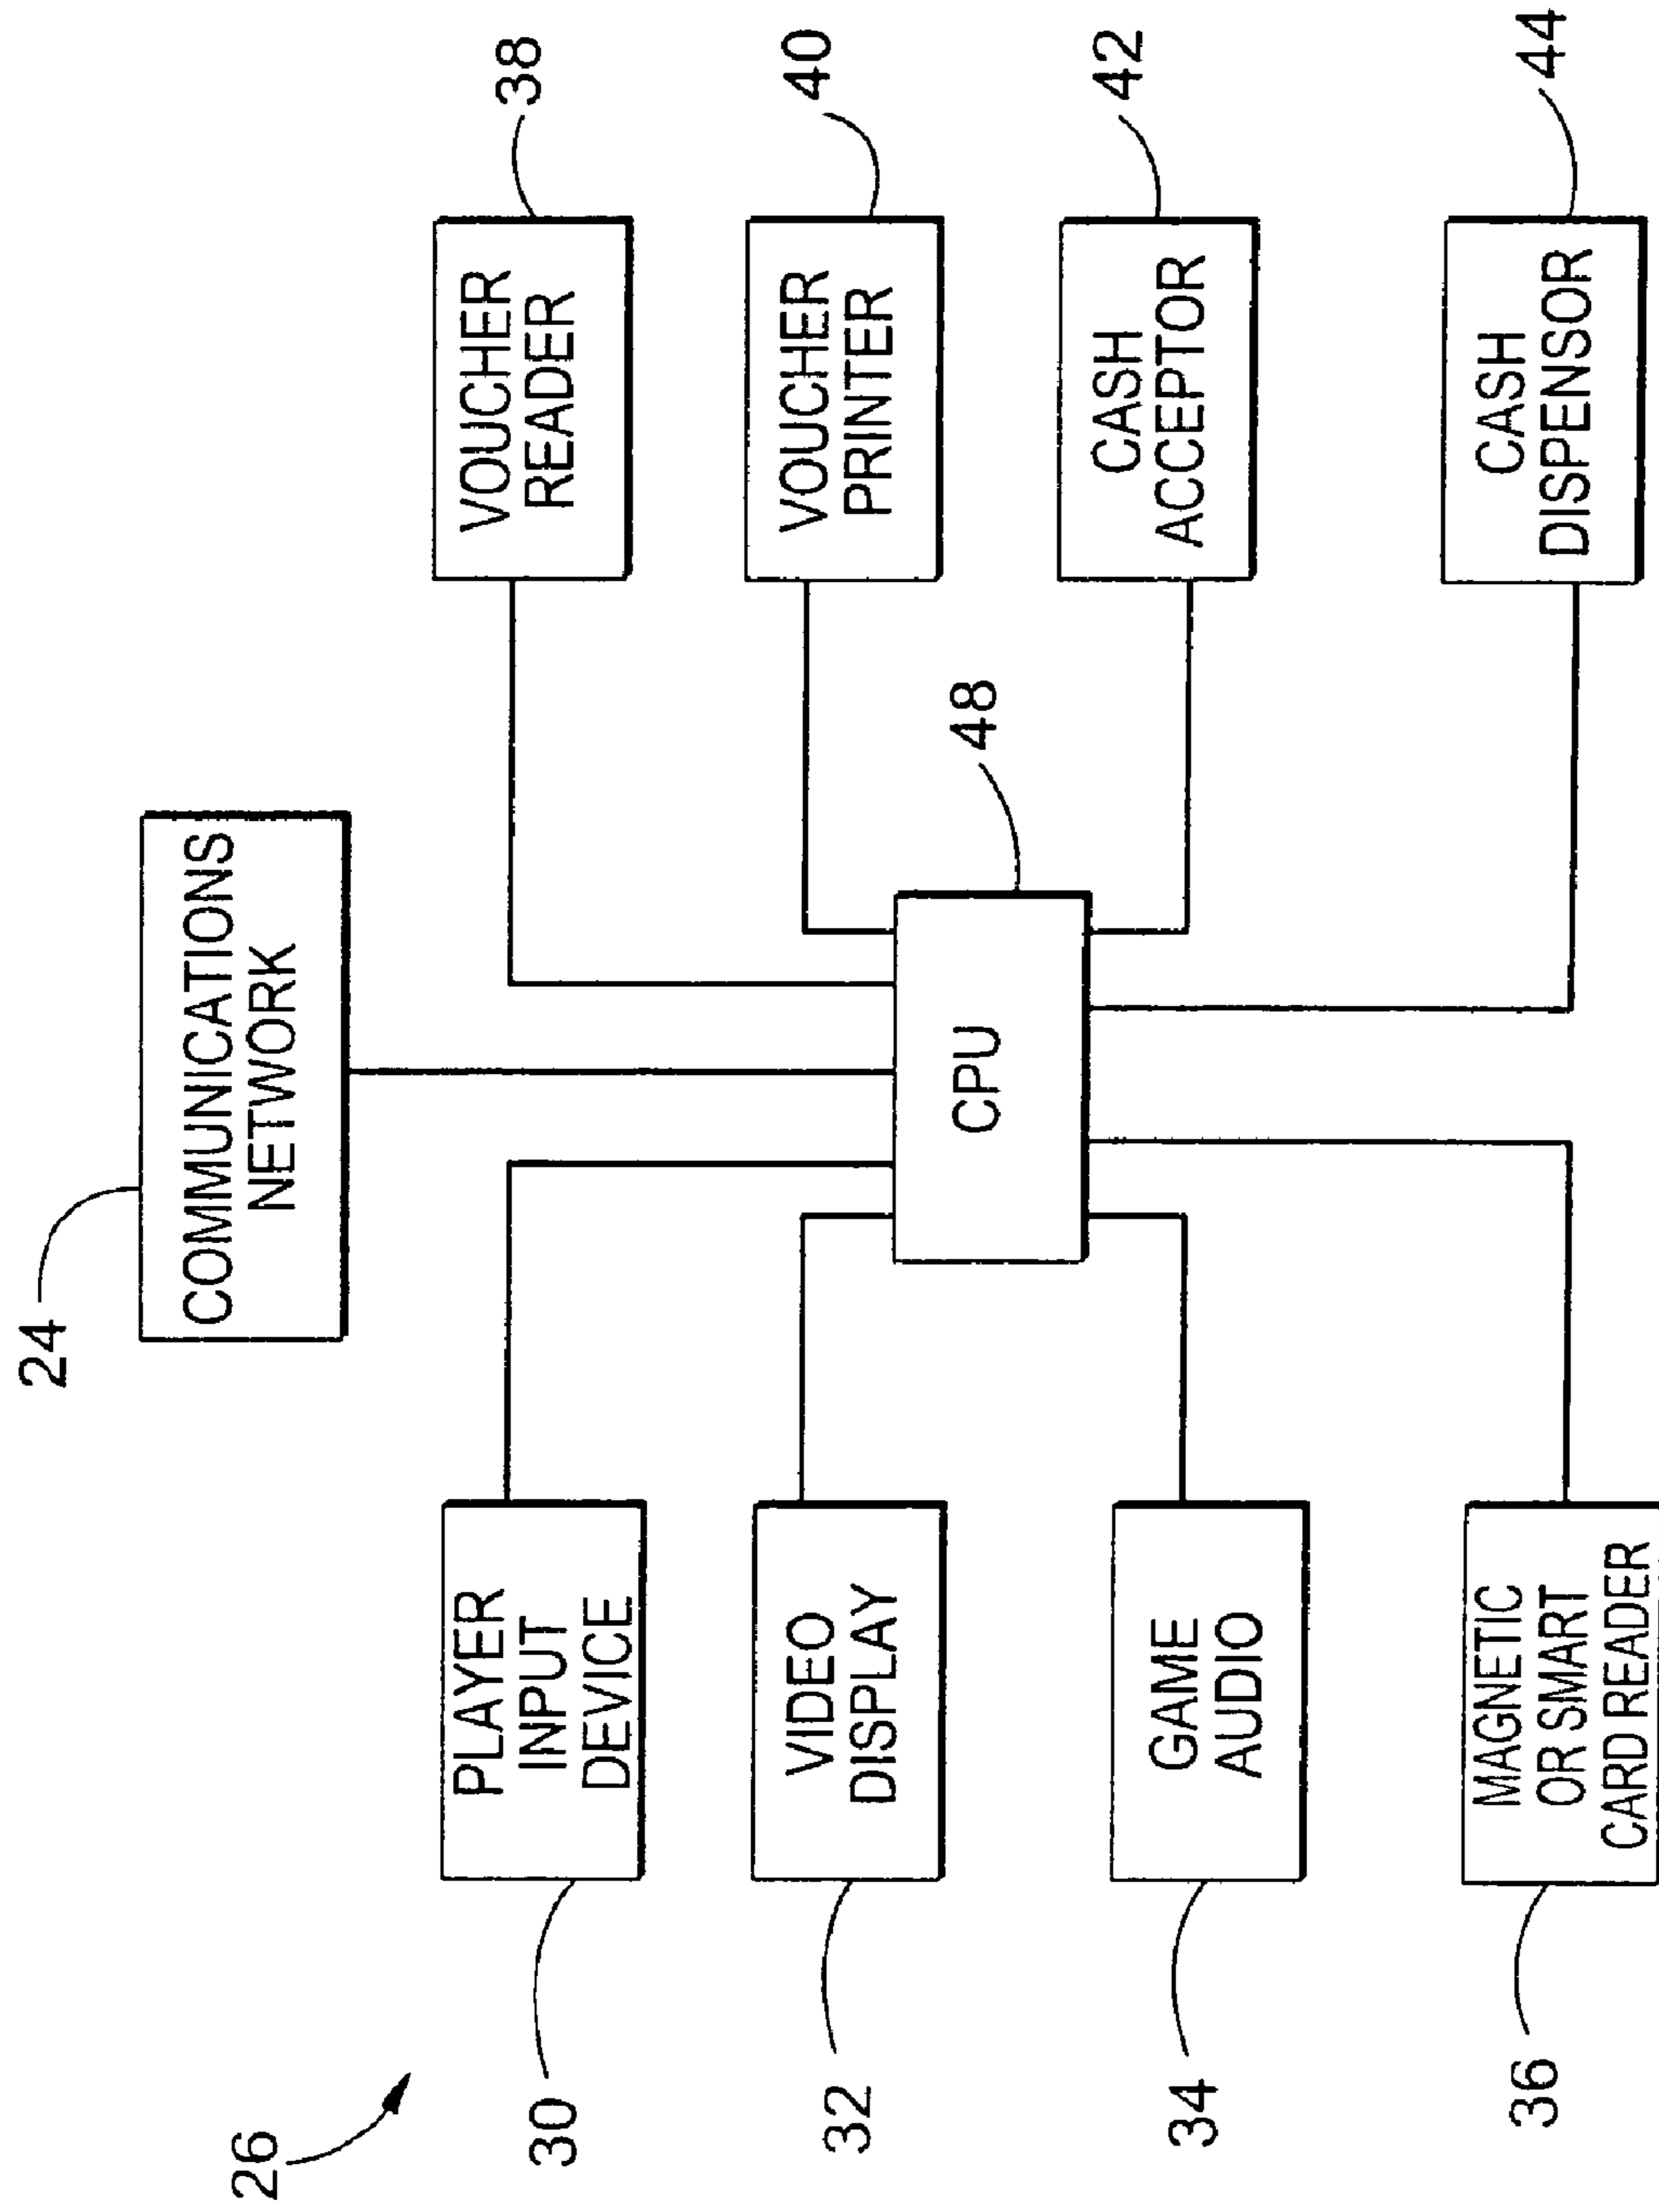 24
COMMUNICATIONS
NETWORK
26
30
PLAYER
INPUT
DEVICE
32
VIDEO
DISPLAY
34
GAME
AUDIO
36
MAGNETIC
OR SMART
CARD READER
CPU
48
VOUCHER
READER
38
VOUCHER
PRINTER
40
CASH
ACCEPTOR
42
CASH
DISPENSOR
44